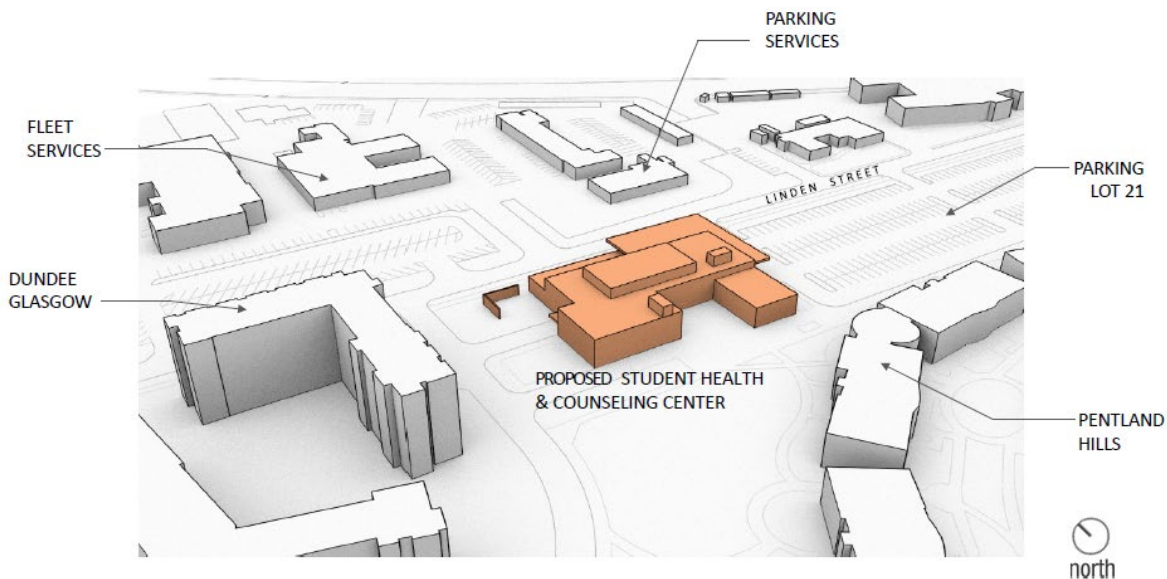 PARKING
SERVICES
FLEET
SERVICES
LINDEN STREET
PARKING
LOT 21
DUNDEE
GLASGOW
PROPOSED STUDENT HEALTH
& COUNSELING CENTER
PENTLAND
HILLS
north